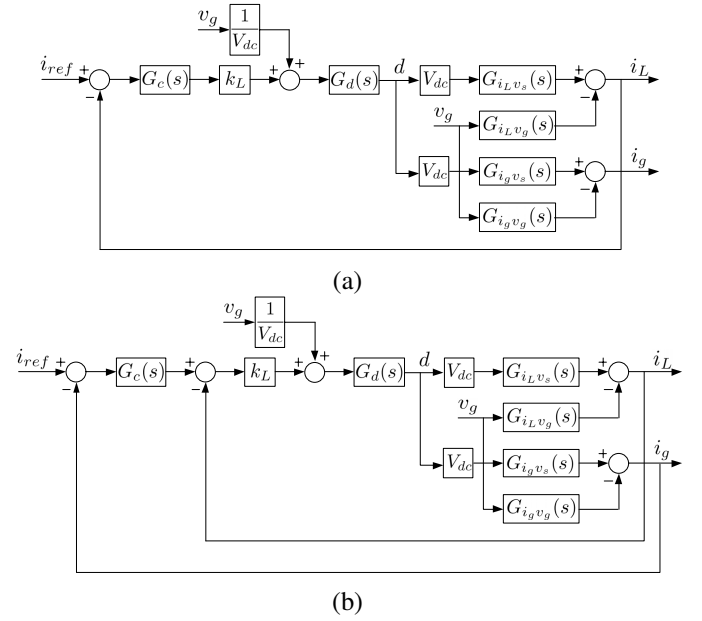 v_g 1/V_dc
i_ref + − G_c(s) k_L + + G_d(s) d V_dc G_{i_L v_s}(s) + − i_L
v_g G_{i_L v_g}(s)
V_dc G_{i_g v_s}(s) + − i_g
G_{i_g v_g}(s)
(a)
v_g 1/V_dc
i_ref + − G_c(s) + − k_L + + G_d(s) d V_dc G_{i_L v_s}(s) + − i_L
v_g G_{i_L v_g}(s)
V_dc G_{i_g v_s}(s) + − i_g
G_{i_g v_g}(s)
(b)